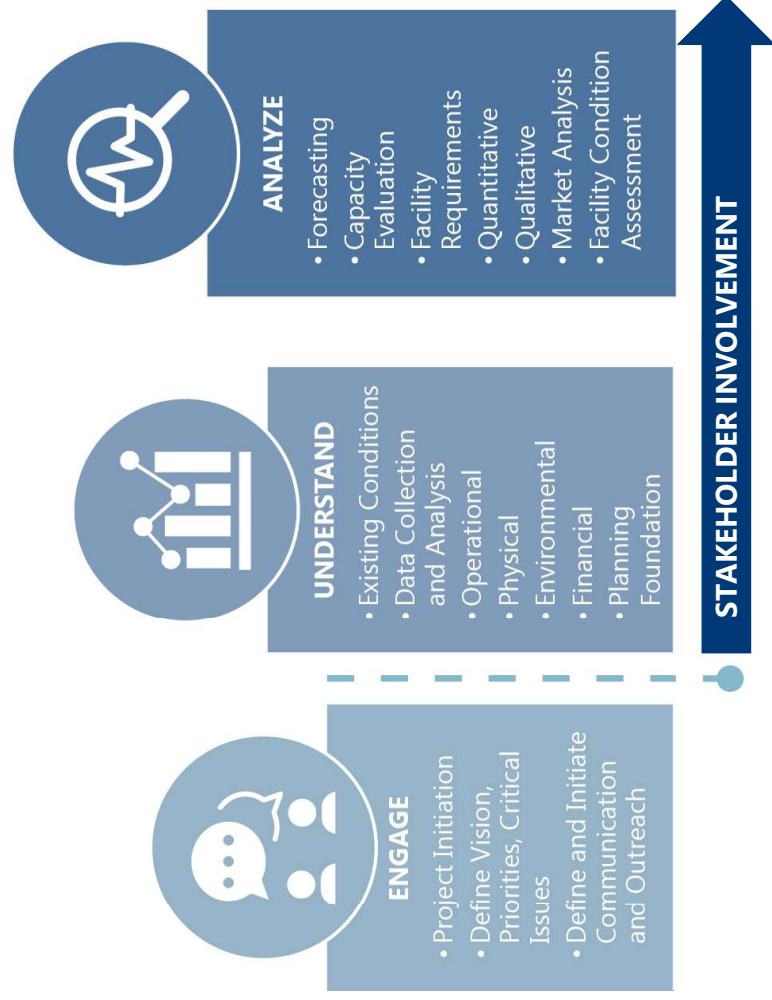 ENGAGE
• Project Initiation
• Define Vision,
Priorities, Critical
Issues
• Define and Initiate
Communication
and Outreach
UNDERSTAND
• Existing Conditions
• Data Collection
and Analysis
• Operational
• Physical
• Environmental
• Financial
• Planning
Foundation
ANALYZE
• Forecasting
• Capacity
Evaluation
• Facility
Requirements
• Quantitative
• Qualitative
• Market Analysis
• Facility Condition
Assessment
STAKEHOLDER INVOLVEMENT